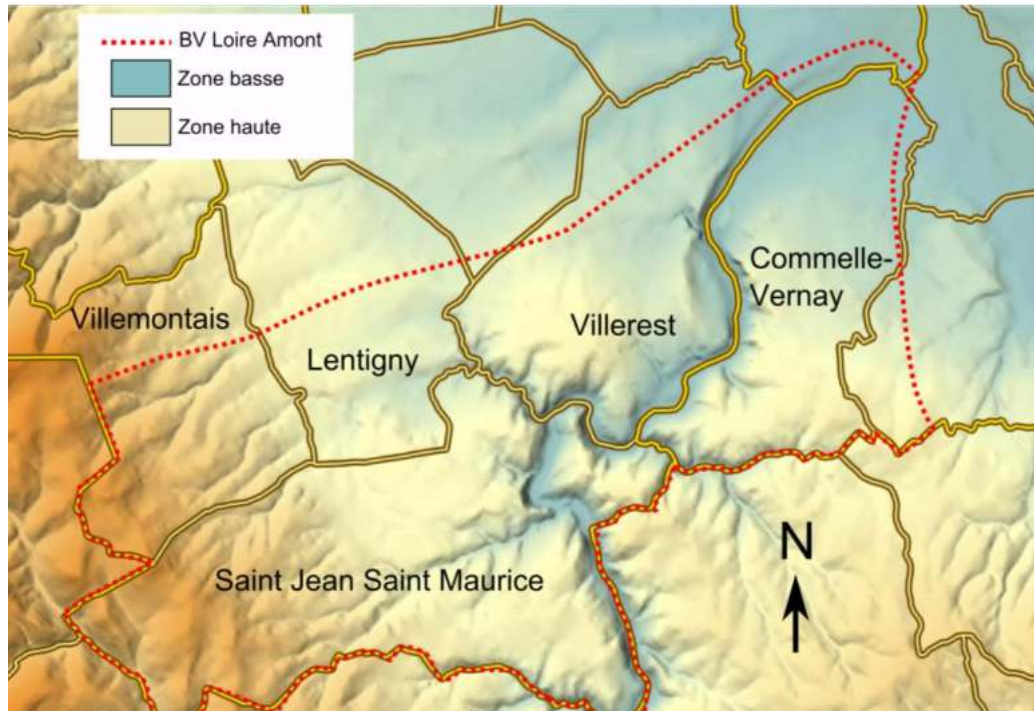 BV Loire Amont
Zone basse
Zone haute
Commelle-
Vernay
Villemontais
Villerest
Lentigny
N
Saint Jean Saint Maurice